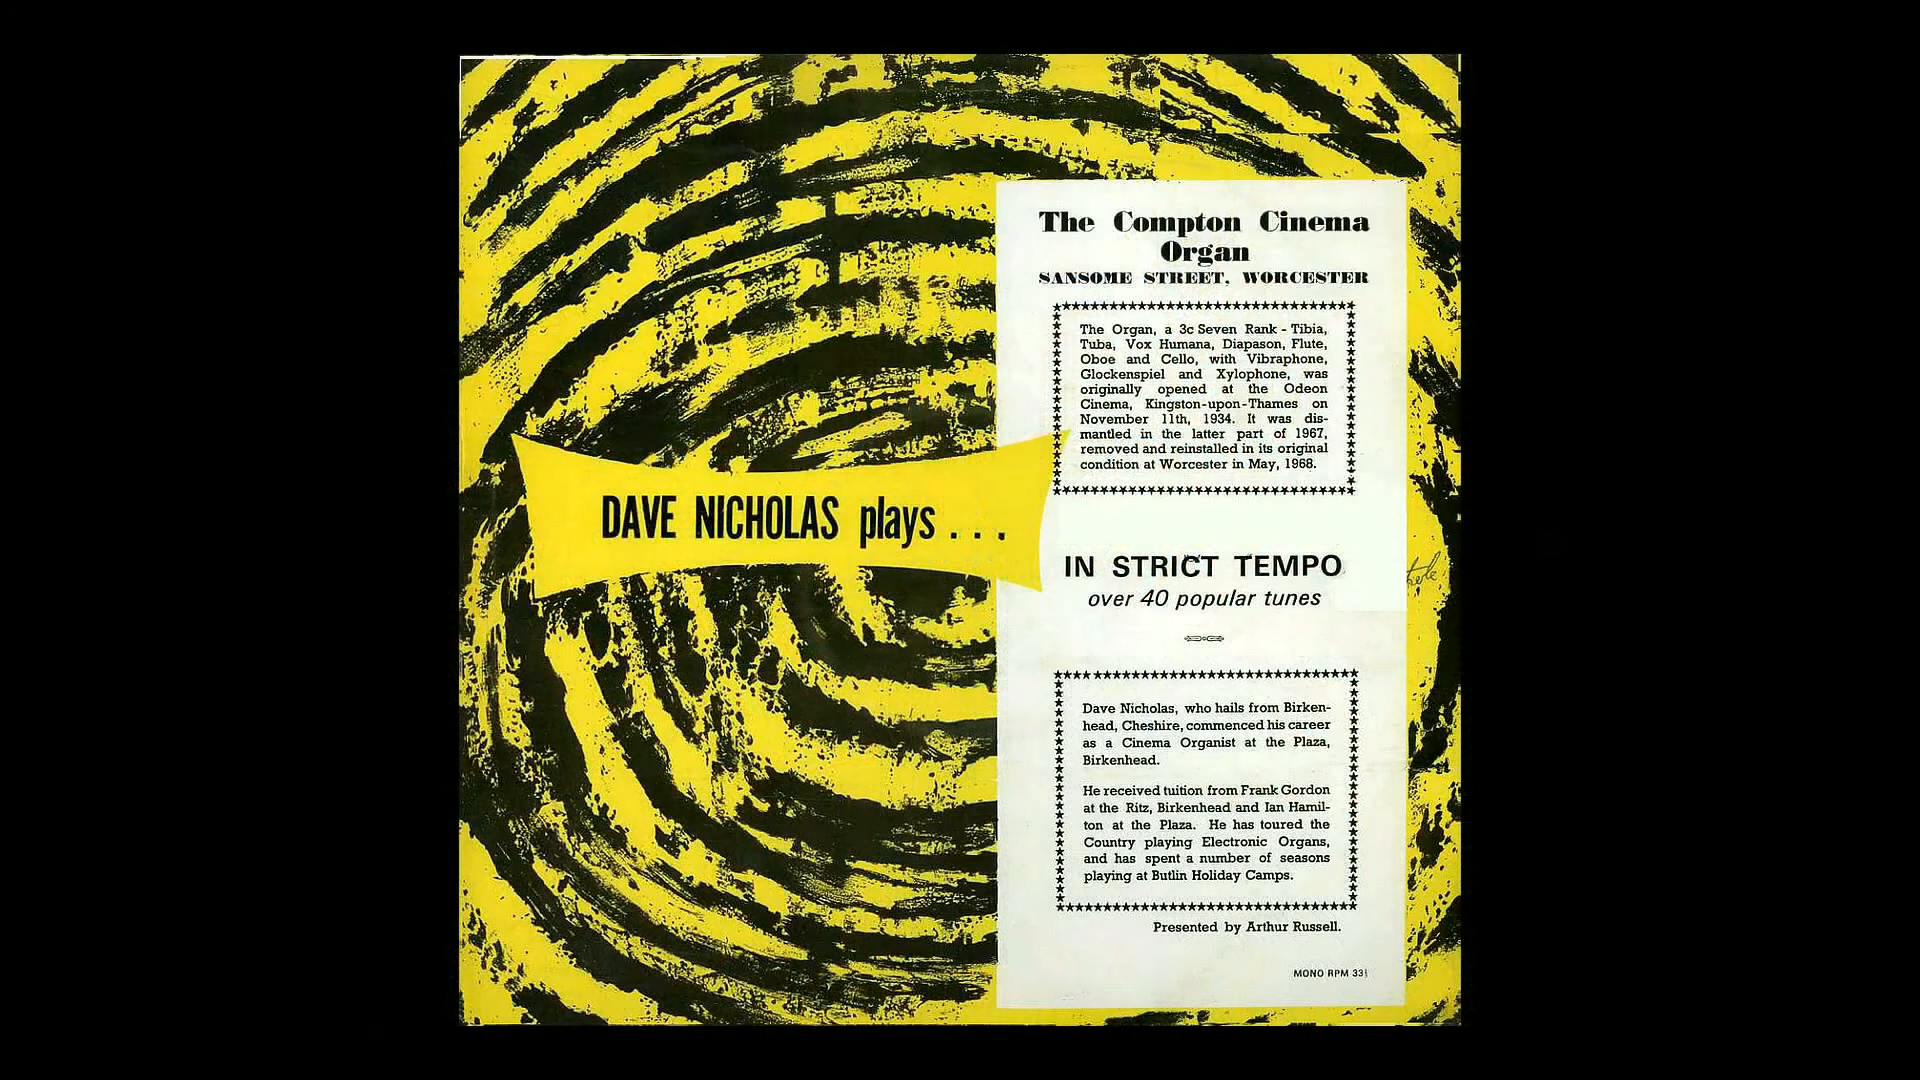 The Compton Cinema
Organ
SANSOME STREET, WORCESTER
The Organ, a 3c Seven Rank - Tibia,
Tuba, Vox Humana, Diapason, Flute,
Oboe and Cello, with Vibraphone,
Glockenspiel and Xylophone, was
originally opened at the Odeon
Cinema, Kingston-upon-Thames on
November 11th, 1934. It was dis-
mantled in the latter part of 1967,
removed and reinstalled in its original
condition at Worcester in May, 1968.
DAVE NICHOLAS plays . . .
IN STRICT TEMPO
over 40 popular tunes
Dave Nicholas, who hails from Birken-
head, Cheshire, commenced his career
as a Cinema Organist at the Plaza,
Birkenhead.
He received tuition from Frank Gordon
at the Ritz, Birkenhead and Ian Hamil-
ton at the Plaza. He has toured the
Country playing Electronic Organs,
and has spent a number of seasons
playing at Butlin Holiday Camps.
Presented by Arthur Russell.
MONO RPM 33⅓